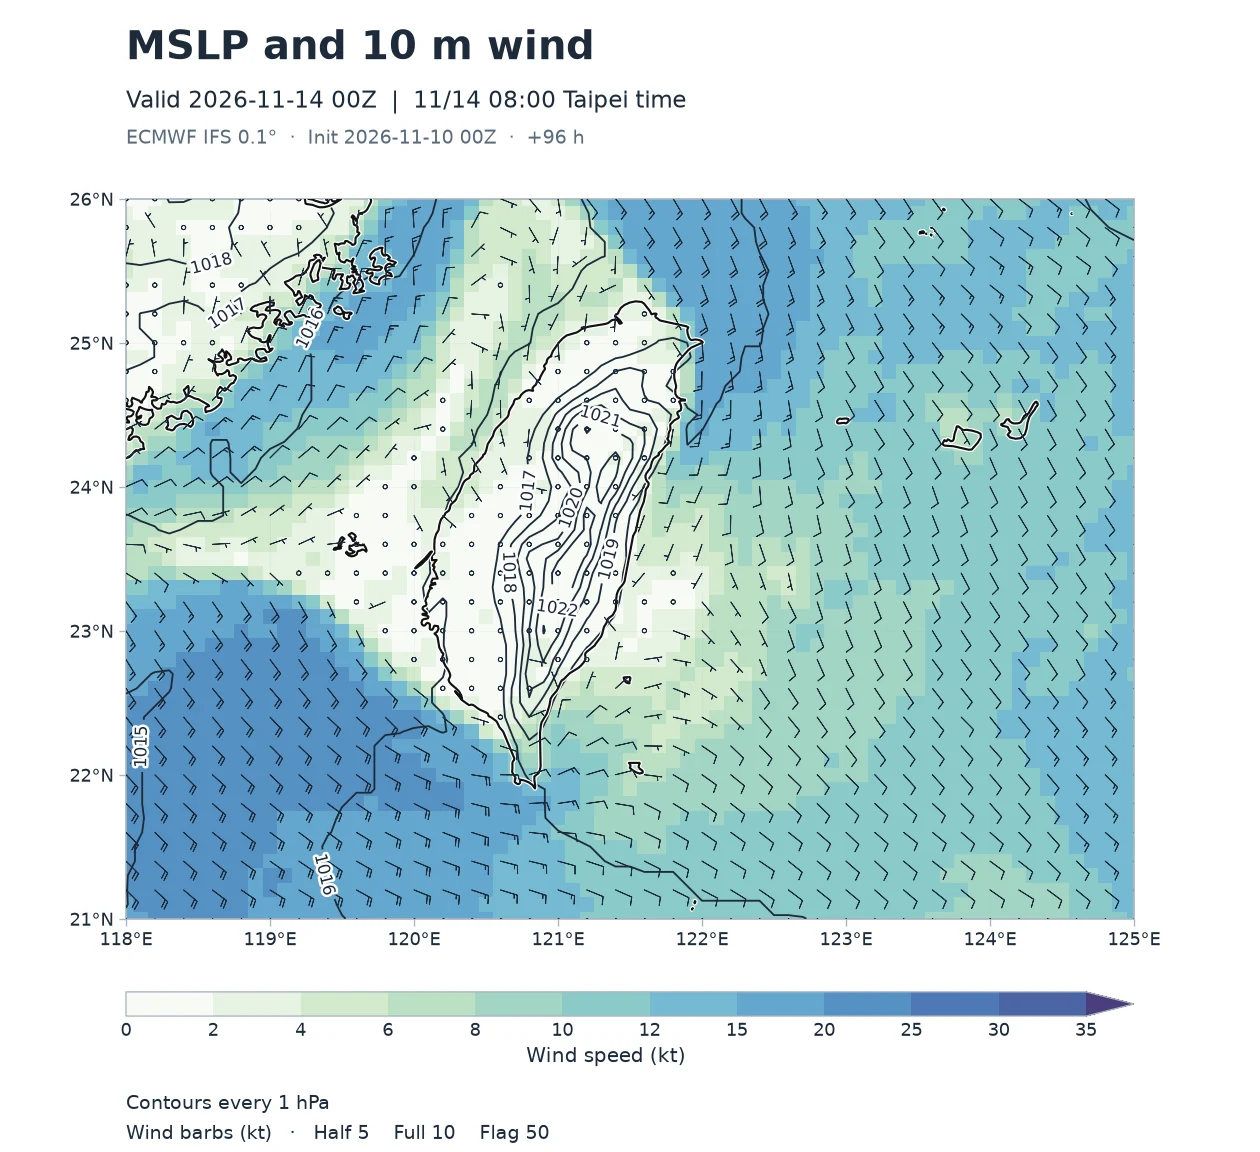 MSLP and 10 m wind
Valid 2026-11-14 00Z | 11/14 08:00 Taipei time
ECMWF IFS 0.1° · Init 2026-11-10 00Z · +96 h
26°N
1018
1017
1016
25°N
1021
24°N
1017
1020
1019
1018
1022
23°N
1015
22°N
1016
21°N
118°E 119°E 120°E 121°E 122°E 123°E 124°E 125°E
0 2 4 6 8 10 12 15 20 25 30 35
Wind speed (kt)
Contours every 1 hPa
Wind barbs (kt) · Half 5 Full 10 Flag 50